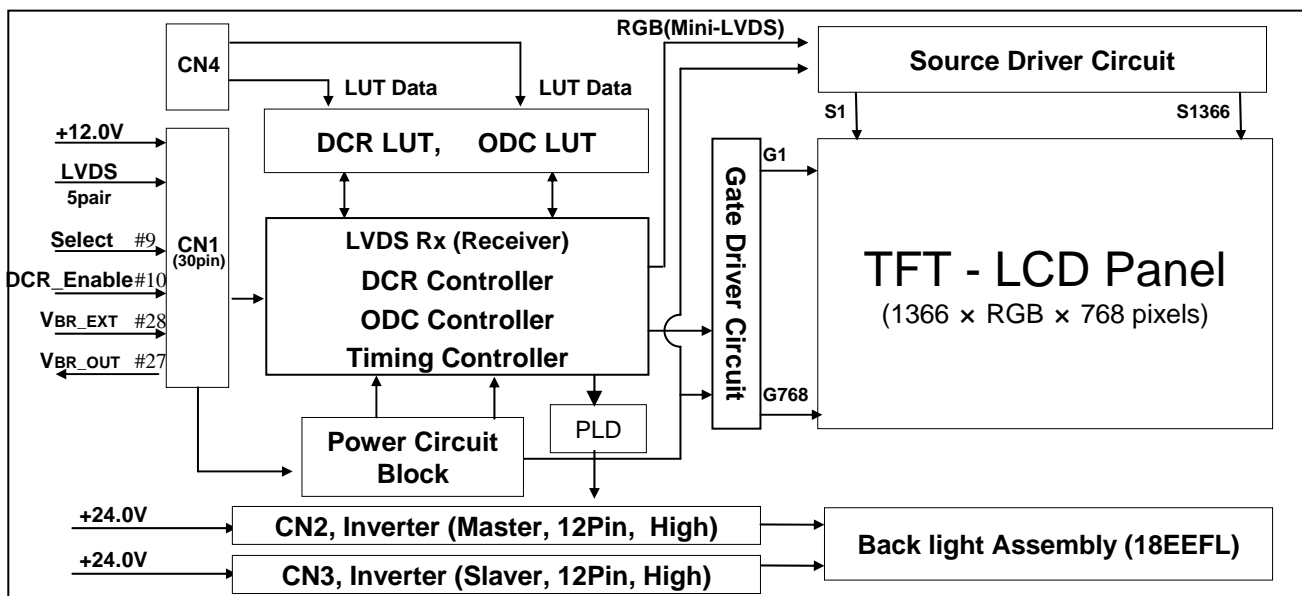 RGB(Mini-LVDS)
CN4
LUT Data
LUT Data
Source Driver Circuit
S1
S1366
+12.0V
LVDS
5pair
Select #9
DCR_Enable#10
VBR_EXT #28
VBR_OUT #27
CN1
(30pin)
DCR LUT, ODC LUT
LVDS Rx (Receiver)
DCR Controller
ODC Controller
Timing Controller
G1
Gate Driver Circuit
G768
TFT - LCD Panel
(1366 × RGB × 768 pixels)
Power Circuit
Block
PLD
+24.0V
CN2, Inverter (Master, 12Pin, High)
+24.0V
CN3, Inverter (Slaver, 12Pin, High)
Back light Assembly (18EEFL)